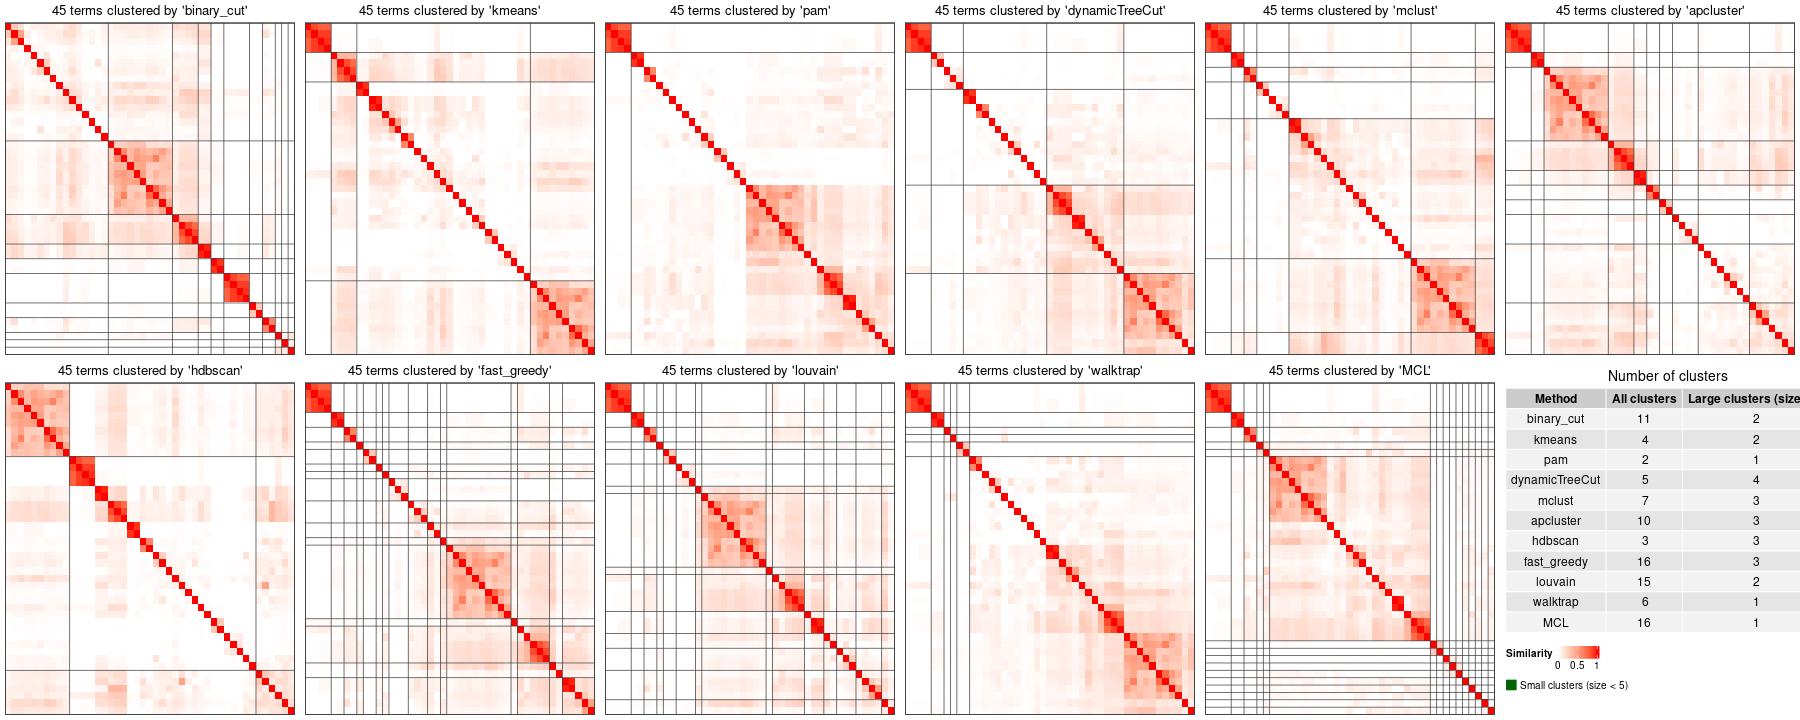 45 terms clustered by 'binary_cut'
45 terms clustered by 'kmeans'
45 terms clustered by 'pam'
45 terms clustered by 'dynamicTreeCut'
45 terms clustered by 'mclust'
45 terms clustered by 'apcluster'
45 terms clustered by 'hdbscan'
45 terms clustered by 'fast_greedy'
45 terms clustered by 'louvain'
45 terms clustered by 'walktrap'
45 terms clustered by 'MCL'
Number of clusters
Method All clusters Large clusters (size
binary_cut 11 2
kmeans 4 2
pam 2 1
dynamicTreeCut 5 4
mclust 7 3
apcluster 10 3
hdbscan 3 3
fast_greedy 16 3
louvain 15 2
walktrap 6 1
MCL 16 1
Similarity
0 0.5 1
Small clusters (size < 5)